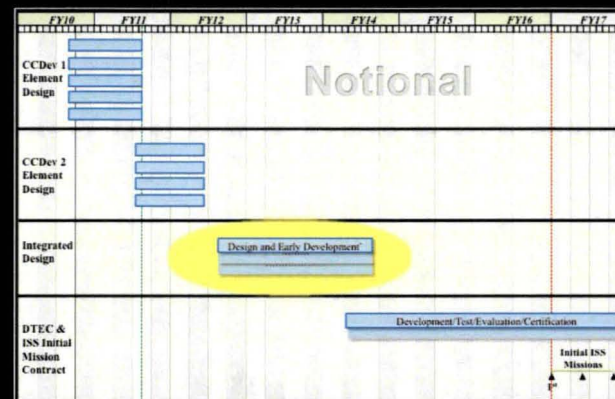 FY10 FY11 FY12 FY13 FY14 FY15 FY16 FY17
Notional
CCDev 1
Element
Design
CCDev 2
Element
Design
Integrated
Design
Design and Early Development*
DTEC &
ISS Initial
Mission
Contract
Development/Test/Evaluation/Certification
Initial ISS
Missions
1st